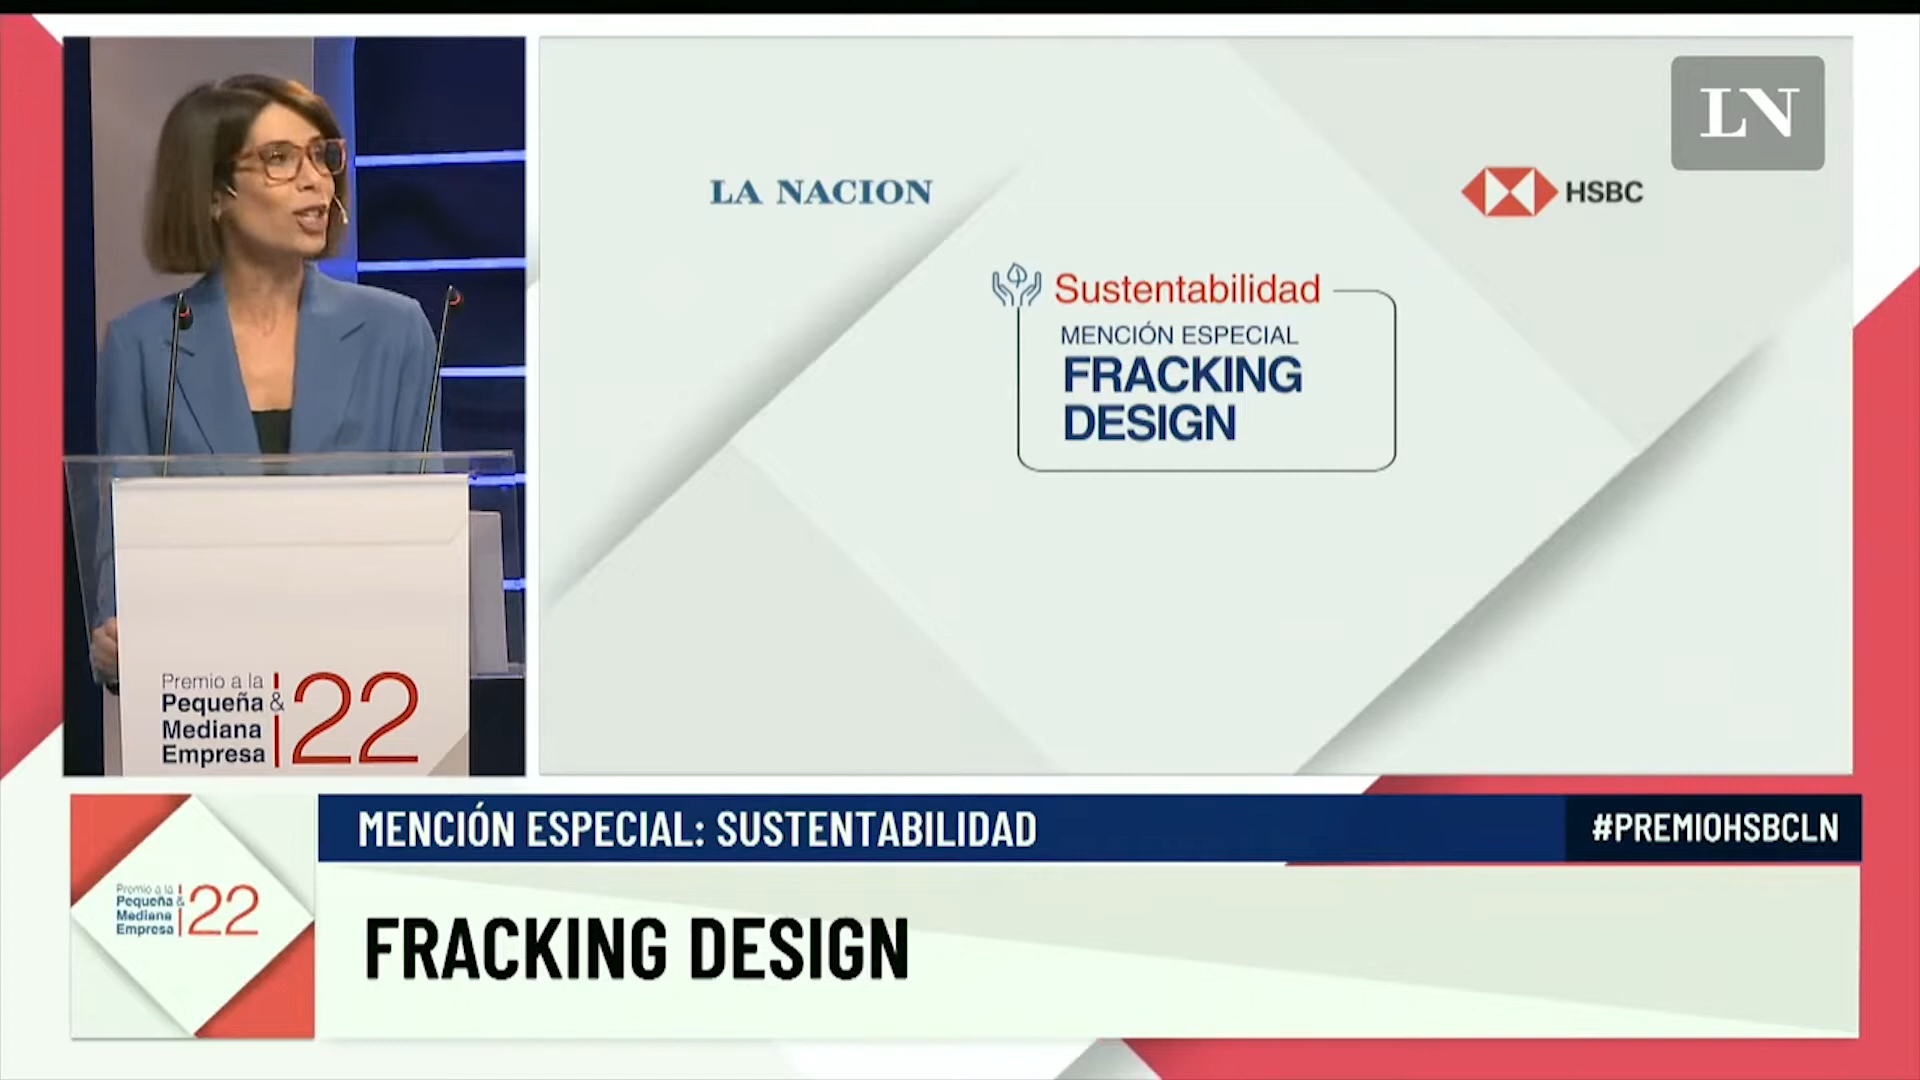 LN
LA NACION
HSBC
Sustentabilidad
MENCIÓN ESPECIAL
FRACKING
DESIGN
Premio a la
Pequeña &
Mediana
Empresa
22
MENCIÓN ESPECIAL: SUSTENTABILIDAD
#PREMIOHSBCLN
Premio a la
Pequeña &
Mediana
Empresa
22
FRACKING DESIGN